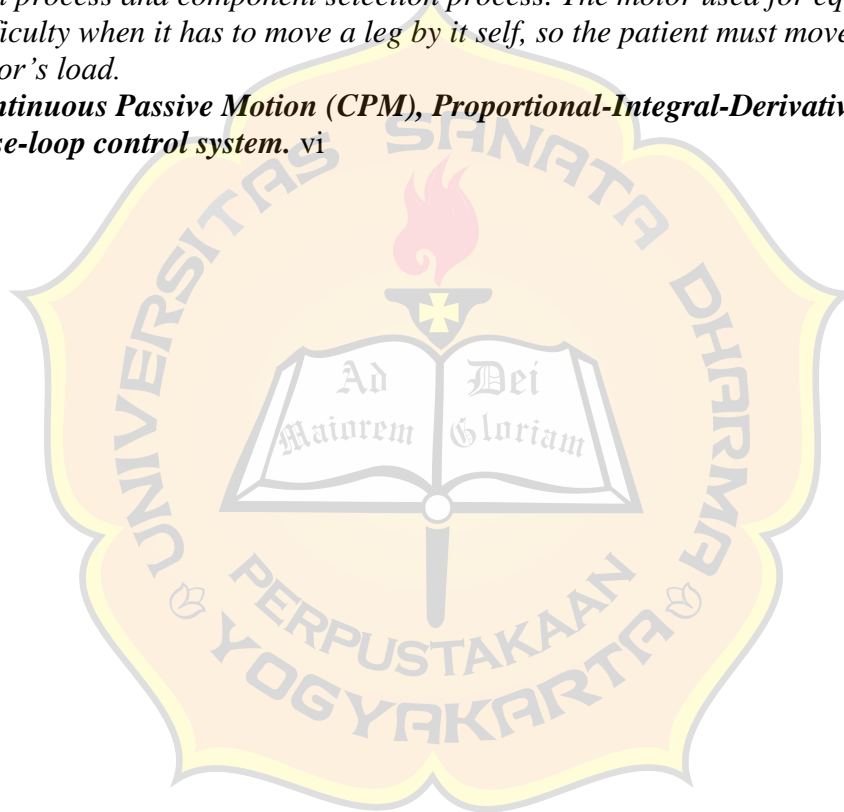 process and component selection process. The motor used for
ficulty when it has to move a leg by it self, so the patient must move
or's load.
ntinuous Passive Motion (CPM), Proportional-Integral-Derivativ
se-loop control system. vi
UNIVERSITAS SANATA DHARMA
Ad Dei
Maiorem Gloriam
PERPUSTAKAAN
YOGYAKARTA